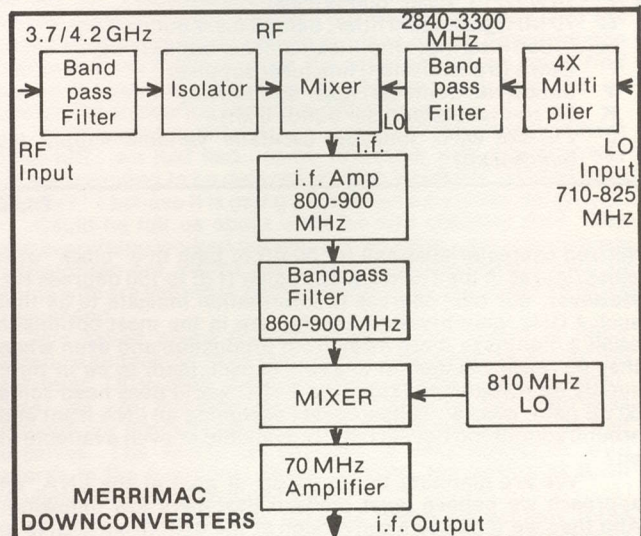 3.7/4.2 GHz
RF
2840-3300
MHz
Band
pass
Filter
Isolator
Mixer
Band
pass
Filter
4X
Multi
plier
RF
Input
LO
i.f.
LO
Input
710-825
MHz
i.f. Amp
800-900
MHz
Bandpass
Filter
860-900 MHz
MIXER
810 MHz
LO
70 MHz
Amplifier
MERRIMAC
DOWNCONVERTERS
i.f. Output